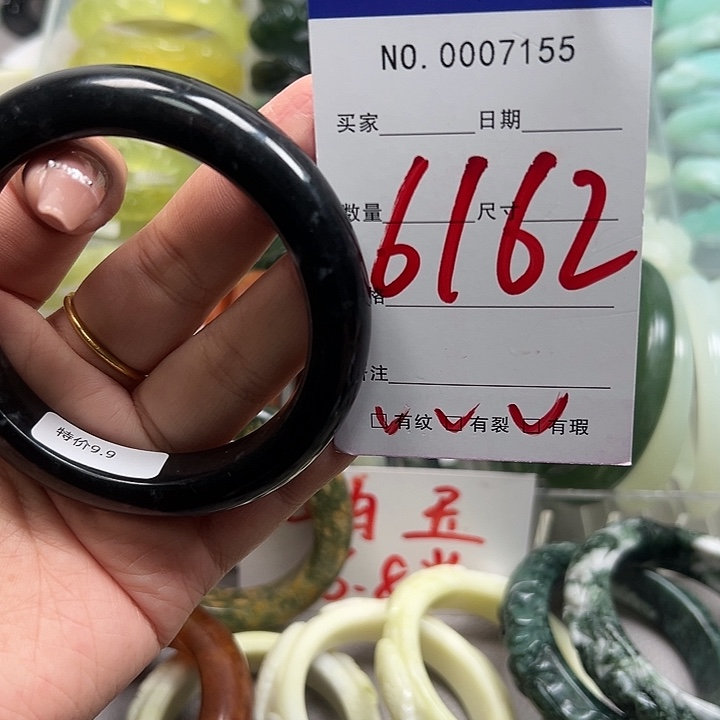 NO. 0007155
买家 日期
数量 尺寸
6162
格
注
有纹 有裂 有瑕
特价9.9
玉